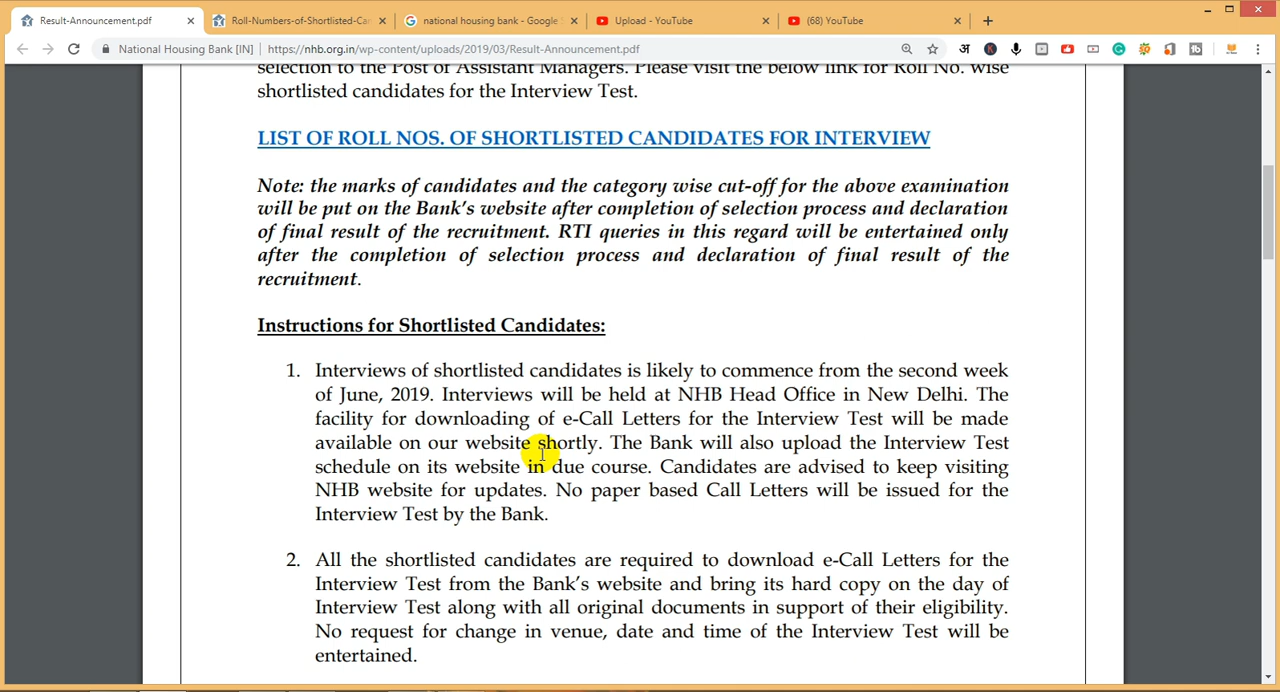 Result-Announcement.pdf
Roll-Numbers-of-Shortlisted-Can
national housing bank - Google
Upload - YouTube
(68) YouTube
National Housing Bank [IN] | https://nhb.org.in/wp-content/uploads/2019/03/Result-Announcement.pdf
selection to the Post of Assistant Managers. Please visit the below link for Roll No. wise
shortlisted candidates for the Interview Test.
LIST OF ROLL NOS. OF SHORTLISTED CANDIDATES FOR INTERVIEW
Note: the marks of candidates and the category wise cut-off for the above examination
will be put on the Bank's website after completion of selection process and declaration
of final result of the recruitment. RTI queries in this regard will be entertained only
after the completion of selection process and declaration of final result of the
recruitment.
Instructions for Shortlisted Candidates:
1. Interviews of shortlisted candidates is likely to commence from the second week
of June, 2019. Interviews will be held at NHB Head Office in New Delhi. The
facility for downloading of e-Call Letters for the Interview Test will be made
available on our website shortly. The Bank will also upload the Interview Test
schedule on its website in due course. Candidates are advised to keep visiting
NHB website for updates. No paper based Call Letters will be issued for the
Interview Test by the Bank.
2. All the shortlisted candidates are required to download e-Call Letters for the
Interview Test from the Bank's website and bring its hard copy on the day of
Interview Test along with all original documents in support of their eligibility.
No request for change in venue, date and time of the Interview Test will be
entertained.